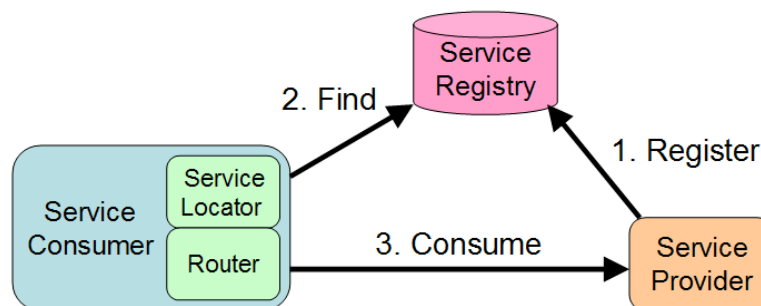 Service
Registry
2. Find
1. Register
Service
Locator
Service
Consumer
Router
3. Consume
Service
Provider